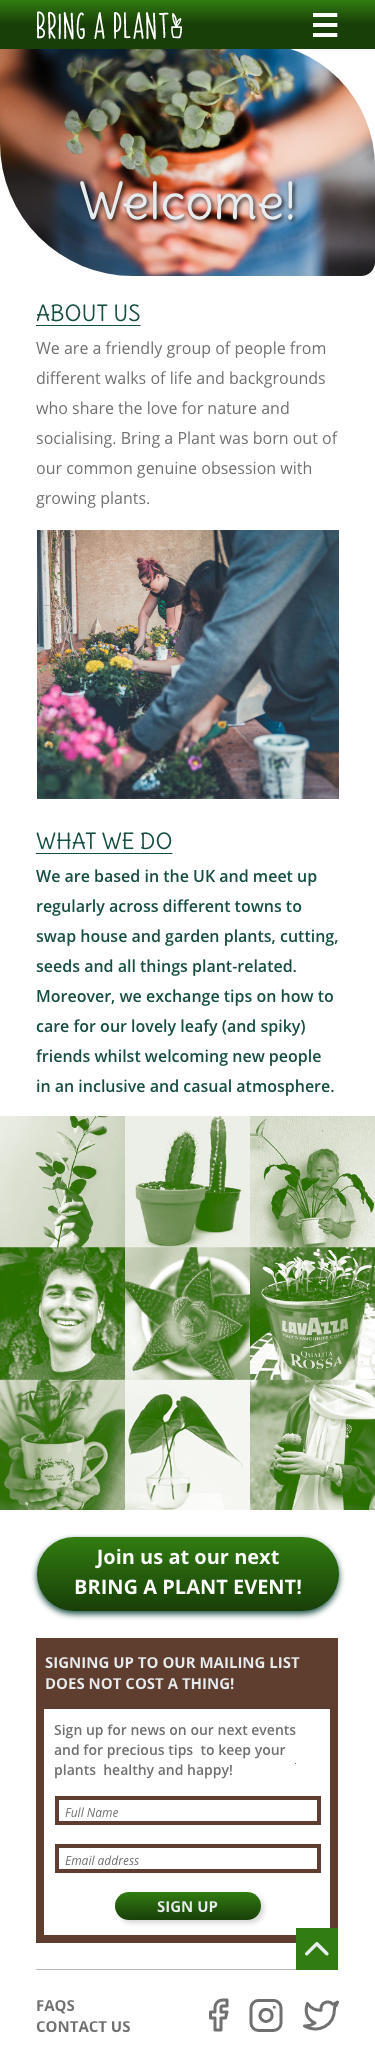 BRING A PLANT
Welcome!
ABOUT US
We are a friendly group of people from
different walks of life and backgrounds
who share the love for nature and
socialising. Bring a Plant was born out of
our common genuine obsession with
growing plants.
WHAT WE DO
We are based in the UK and meet up
regularly across different towns to
swap house and garden plants, cutting,
seeds and all things plant-related.
Moreover, we exchange tips on how to
care for our lovely leafy (and spiky)
friends whilst welcoming new people
in an inclusive and casual atmosphere.
LAVAZZA
QUALITÀ
ROSSA
Join us at our next
BRING A PLANT EVENT!
SIGNING UP TO OUR MAILING LIST
DOES NOT COST A THING!
Sign up for news on our next events
and for precious tips to keep your
plants healthy and happy!
Full Name
Email address
SIGN UP
FAQS
CONTACT US